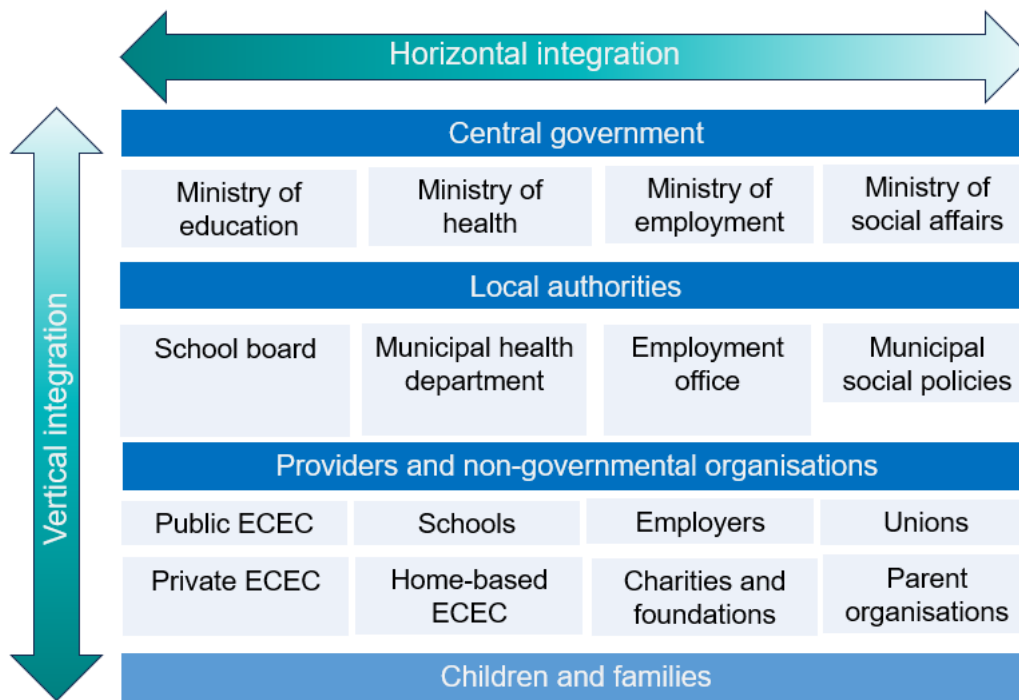 Horizontal integration
Vertical integration
Central government
Ministry of
education
Ministry of
health
Ministry of
employment
Ministry of
social affairs
Local authorities
School board
Municipal health
department
Employment
office
Municipal
social policies
Providers and non-governmental organisations
Public ECEC
Schools
Employers
Unions
Private ECEC
Home-based
ECEC
Charities and
foundations
Parent
organisations
Children and families